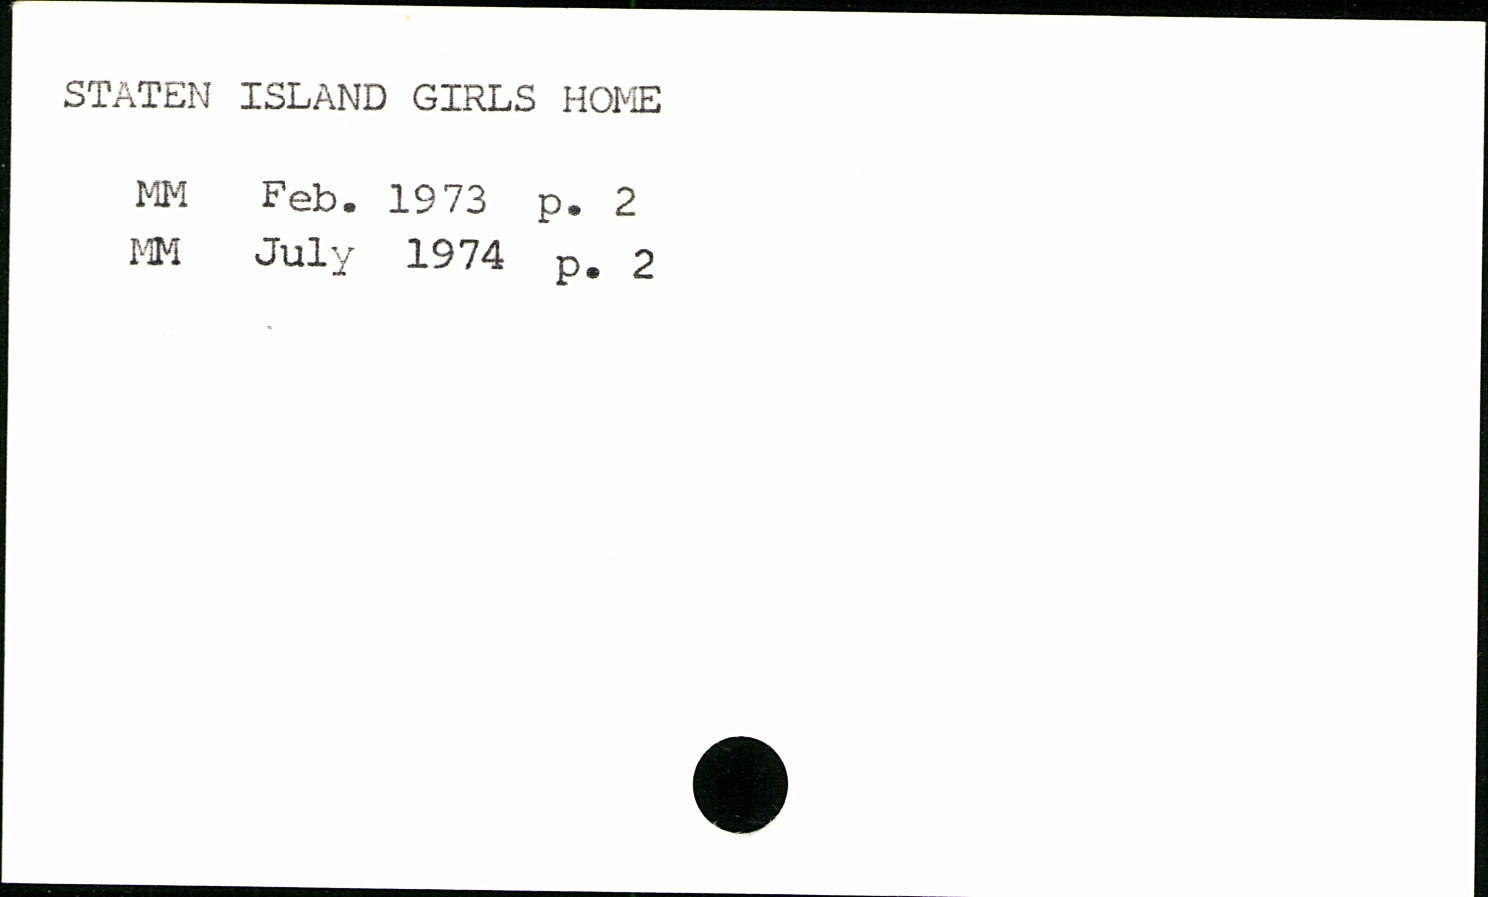 STATEN ISLAND GIRLS HOME
MM Feb. 1973 p. 2
MM July 1974 p. 2